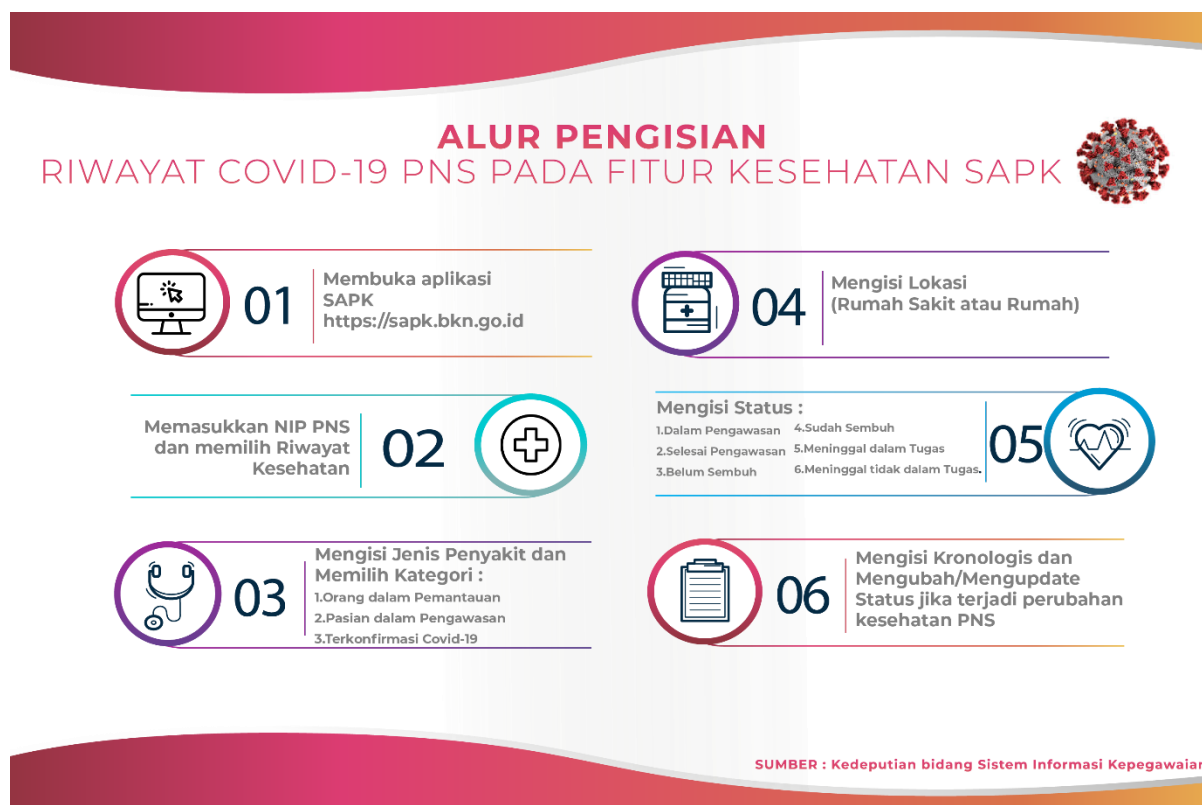 ALUR PENGISIAN
RIWAYAT COVID-19 PNS PADA FITUR KESEHATAN SAPK
01
Membuka aplikasi
SAPK
https://sapk.bkn.go.id
Memasukkan NIP PNS
dan memilih Riwayat
Kesehatan
02
03
Mengisi Jenis Penyakit dan
Memilih Kategori :
1.Orang dalam Pemantauan
2.Pasian dalam Pengawasan
3.Terkonfirmasi Covid-19
04
Mengisi Lokasi
(Rumah Sakit atau Rumah)
Mengisi Status :
1.Dalam Pengawasan
2.Selesai Pengawasan
3.Belum Sembuh
4.Sudah Sembuh
5.Meninggal dalam Tugas
6.Meninggal tidak dalam Tugas.
05
06
Mengisi Kronologis dan
Mengubah/Mengupdate
Status jika terjadi perubahan
kesehatan PNS
SUMBER : Kedeputian bidang Sistem Informasi Kepegawaian